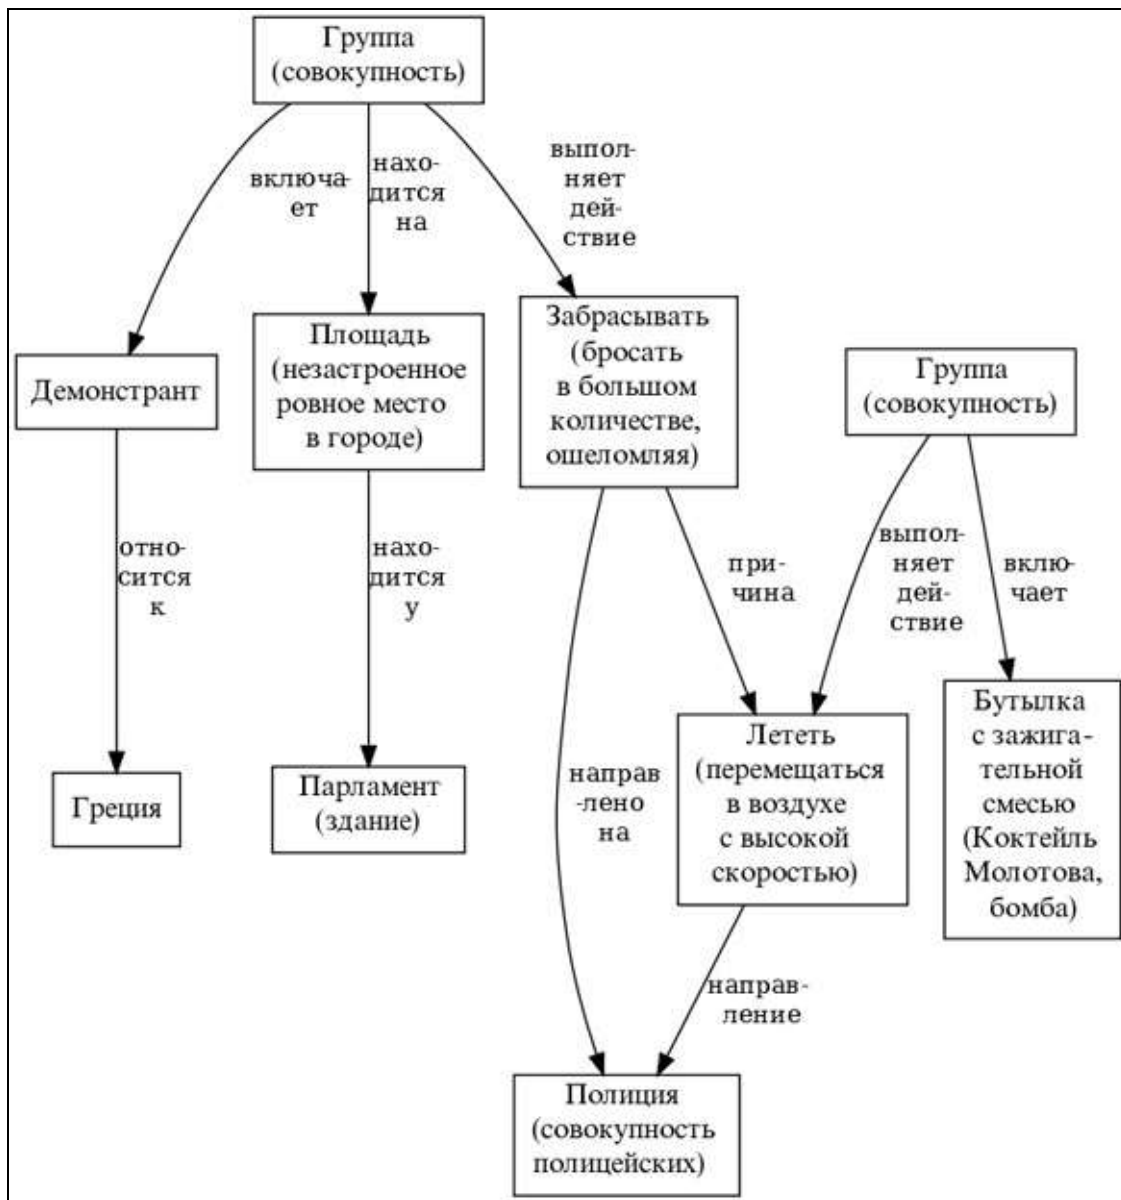 Группа
(совокупность)
включа-
ет
нахо-
дится
на
выпол-
няет
дей-
ствие
Демонстрант
Площадь
(незастроенное
ровное место
в городе)
Забрасывать
(бросать
в большом
количестве,
ошеломляя)
Группа
(совокупность)
отно-
сится
к
нахо-
дится
у
при-
чина
выпол-
няет
дей-
ствие
вклю-
чает
Греция
Парламент
(здание)
направ
-лено
на
Лететь
(перемещаться
в воздухе
с высокой
скоростью)
Бутылка
с зажига-
тельной
смесью
(Коктейль
Молотова,
бомба)
направ-
ление
Полиция
(совокупность
полицейских)